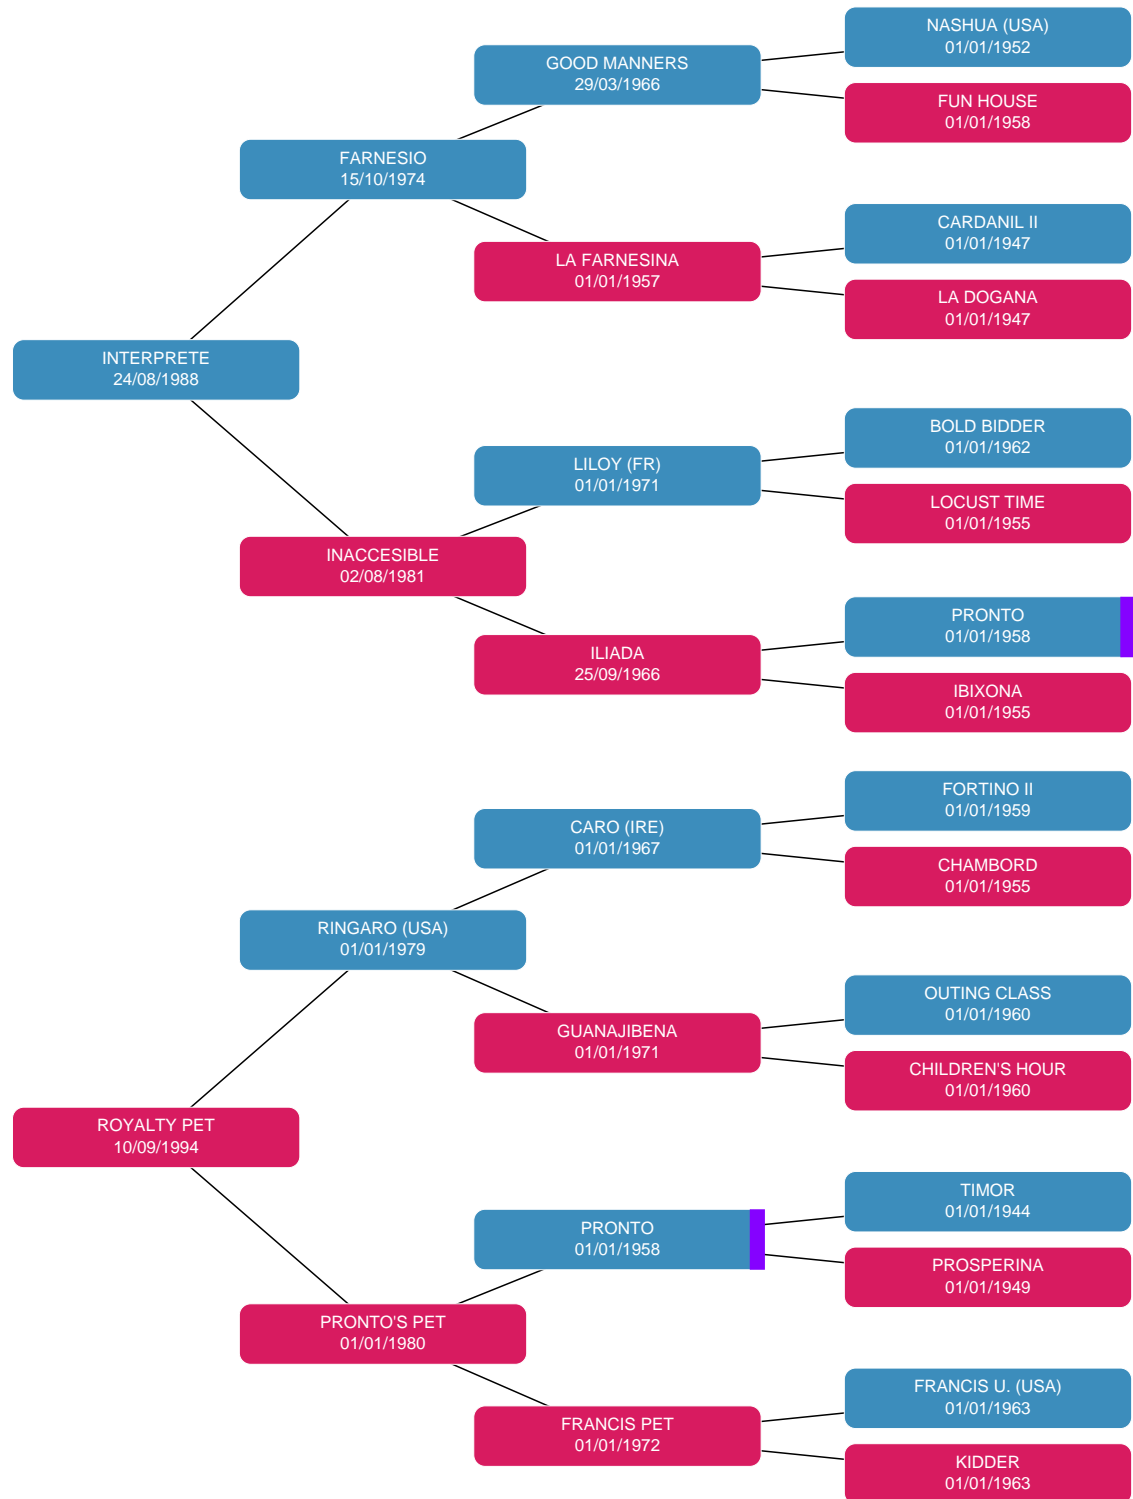 NASHUA (USA)
01/01/1952
GOOD MANNERS
29/03/1966
FUN HOUSE
01/01/1958
FARNESIO
15/10/1974
CARDANIL II
01/01/1947
LA FARNESINA
01/01/1957
LA DOGANA
01/01/1947
INTERPRETE
24/08/1988
BOLD BIDDER
01/01/1962
LILOY (FR)
01/01/1971
LOCUST TIME
01/01/1955
INACCESIBLE
02/08/1981
PRONTO
01/01/1958
ILIADA
25/09/1966
IBIXONA
01/01/1955
FORTINO II
01/01/1959
CARO (IRE)
01/01/1967
CHAMBORD
01/01/1955
RINGARO (USA)
01/01/1979
OUTING CLASS
01/01/1960
GUANAJIBENA
01/01/1971
CHILDREN'S HOUR
01/01/1960
ROYALTY PET
10/09/1994
TIMOR
01/01/1944
PRONTO
01/01/1958
PROSPERINA
01/01/1949
PRONTO'S PET
01/01/1980
FRANCIS U. (USA)
01/01/1963
FRANCIS PET
01/01/1972
KIDDER
01/01/1963